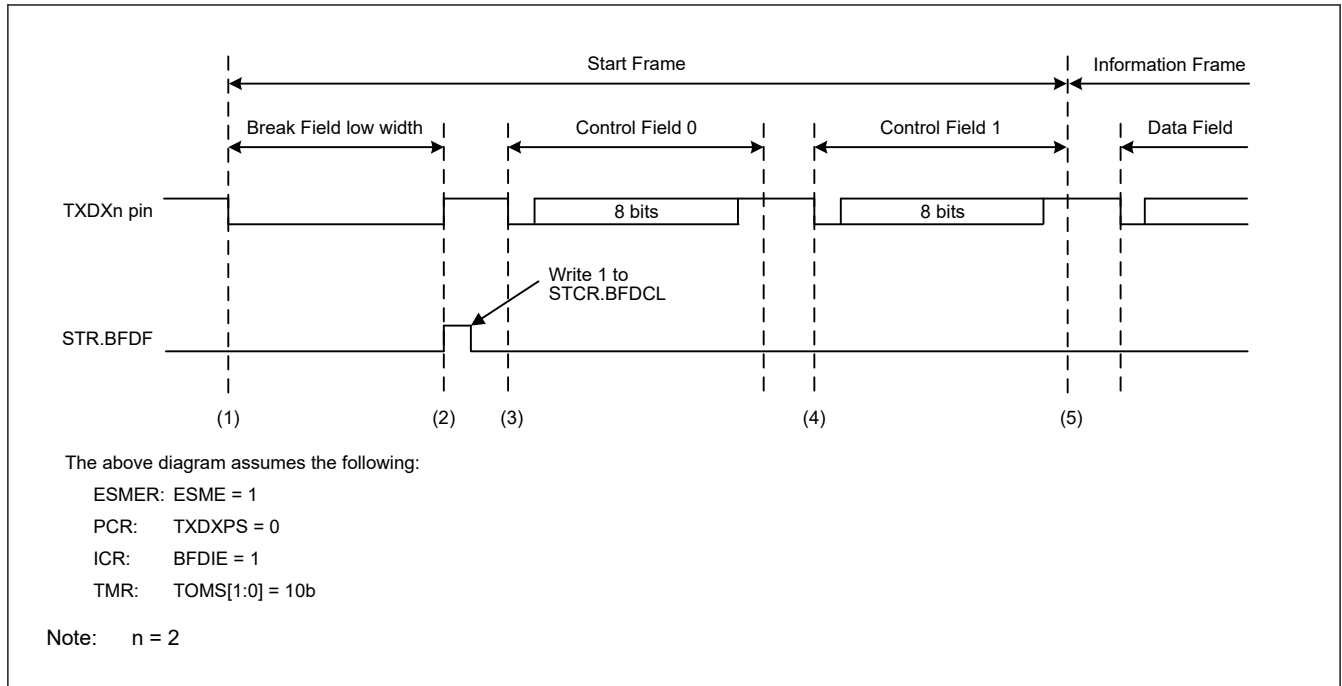 Start Frame
Information Frame
Break Field low width
Control Field 0
Control Field 1
Data Field
TXDXn pin
8 bits
8 bits
Write 1 to
STCR.BFDCL
STR.BFDF
(1)
(2)
(3)
(4)
(5)
The above diagram assumes the following:
ESMER: ESME = 1
PCR: TXDXPS = 0
ICR: BFDIE = 1
TMR: TOMS[1:0] = 10b
Note: n = 2